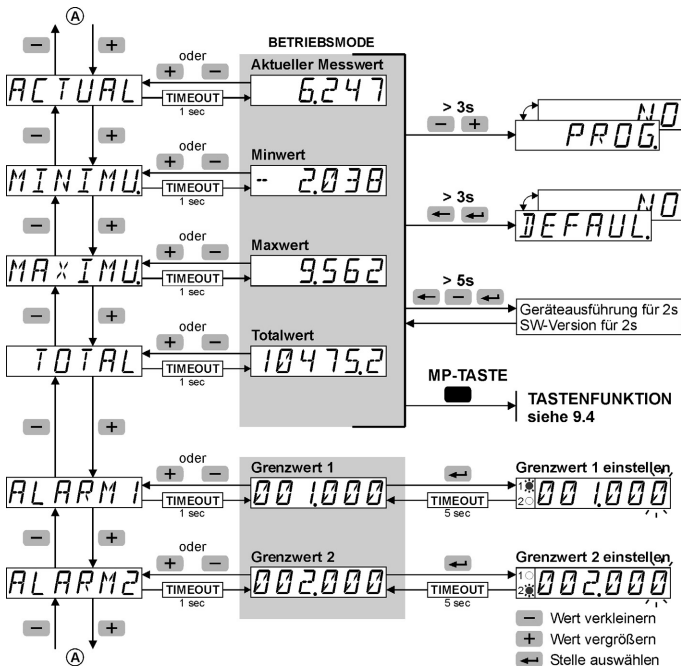 A
− +
BETRIEBSMODE
oder
+ −
Aktueller Messwert
ACTUAL
TIMEOUT
1 sec
6.247
> 3s
− +
NO
PROG.
− +
oder
+ −
Minwert
MINIMU.
TIMEOUT
1 sec
- 2.038
> 3s
← ↵
NO
DEFAUL.
− +
oder
+ −
Maxwert
MAXIMU.
TIMEOUT
1 sec
9.562
> 5s
← − ↵
Geräteausführung für 2s
SW-Version für 2s
− +
oder
+ −
Totalwert
TOTAL
TIMEOUT
1 sec
10475.2
MP-TASTE
TASTENFUNKTION
siehe 9.4
− +
oder
+ −
Grenzwert 1
ALARM1
TIMEOUT
1 sec
001.000
↵
TIMEOUT
5 sec
Grenzwert 1 einstellen
1
2
001.000
− +
oder
+ −
Grenzwert 2
ALARM2
TIMEOUT
1 sec
002.000
↵
TIMEOUT
5 sec
Grenzwert 2 einstellen
1
2
002.000
− +
A
− Wert verkleinern
+ Wert vergrößern
↵ Stelle auswählen